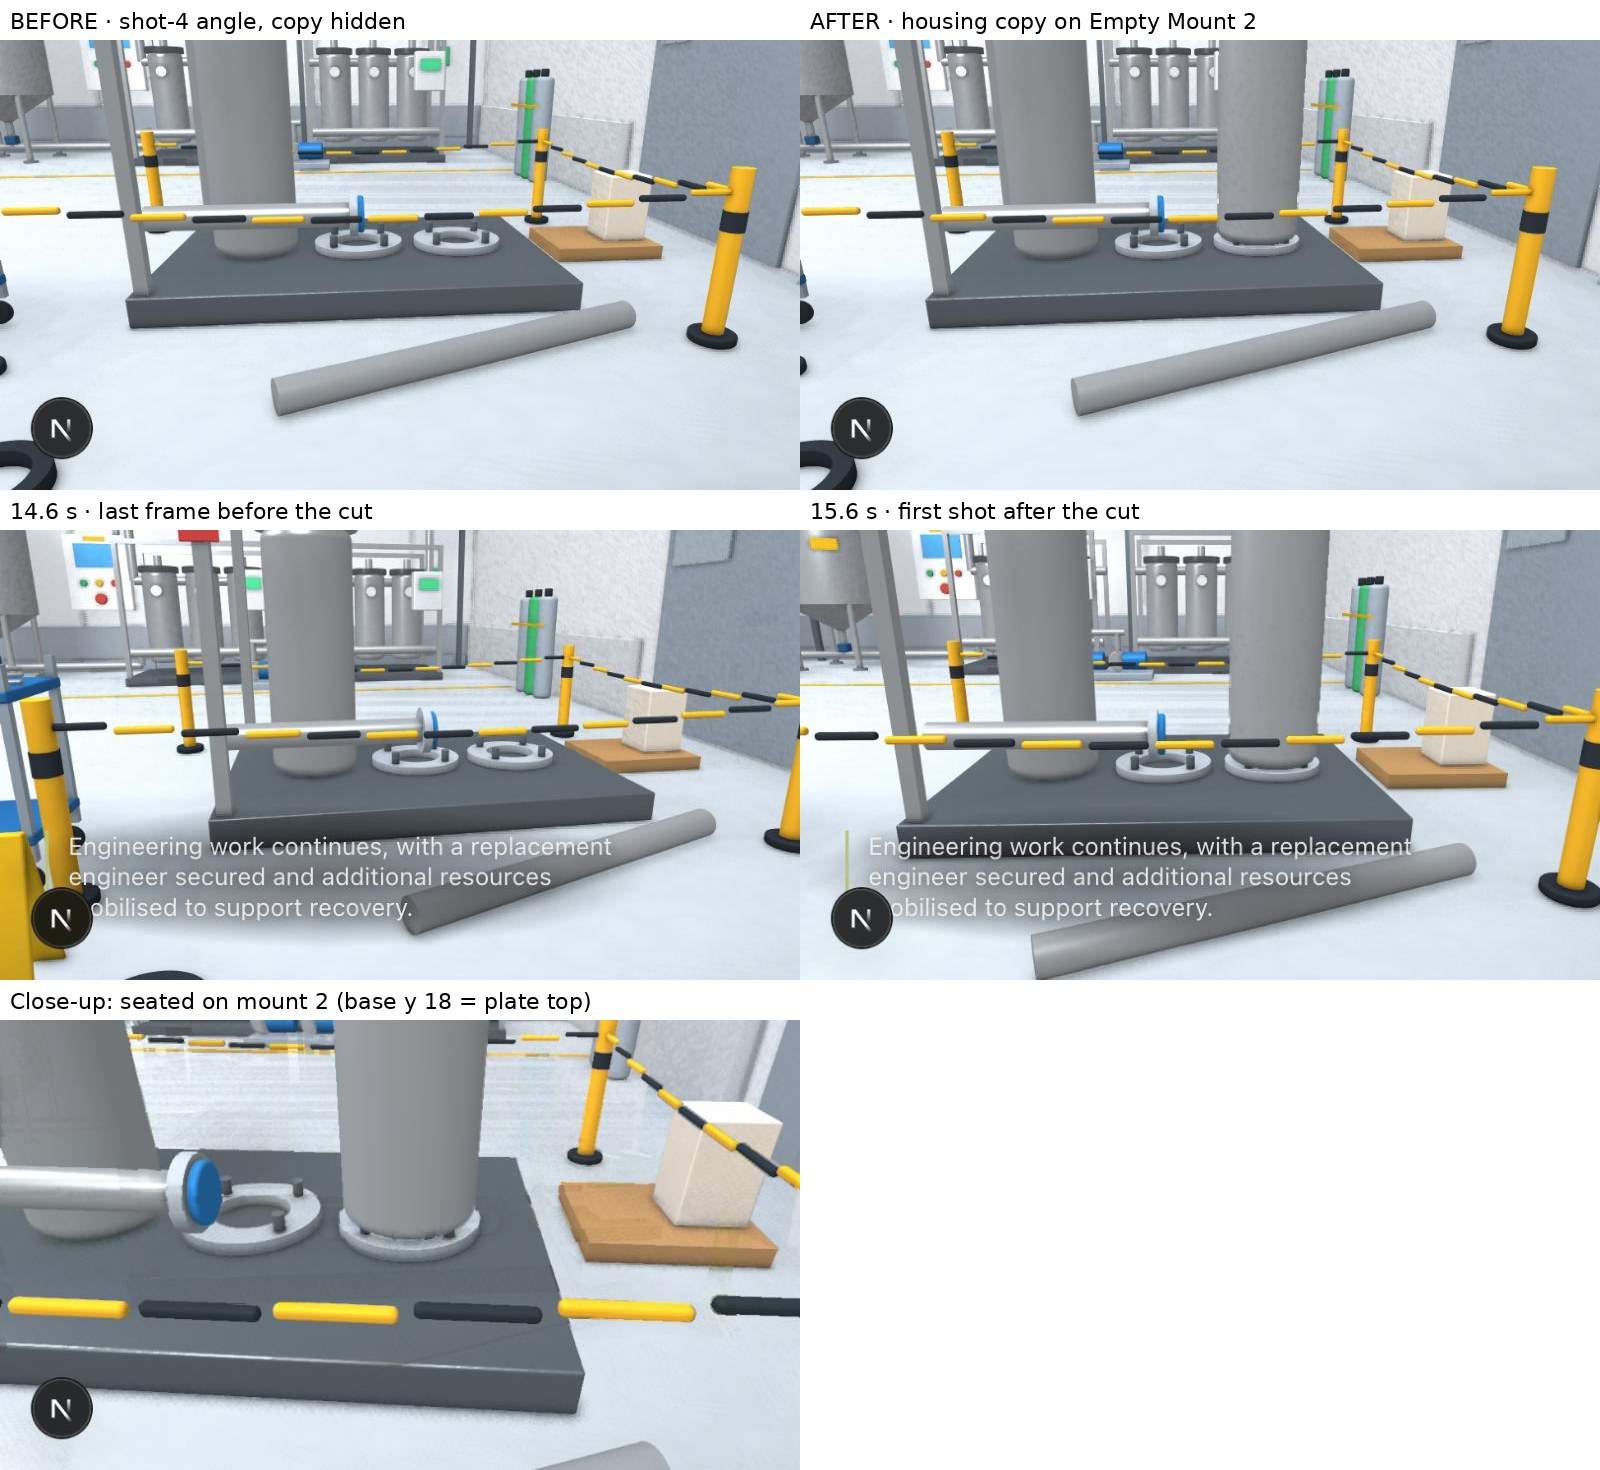 BEFORE · shot-4 angle, copy hidden
AFTER · housing copy on Empty Mount 2
N
N
14.6 s · last frame before the cut
15.6 s · first shot after the cut
Engineering work continues, with a replacement
engineer secured and additional resources
obilised to support recovery.
N
Engineering work continues, with a replacement
engineer secured and additional resources
obilised to support recovery.
N
Close-up: seated on mount 2 (base y 18 = plate top)
N